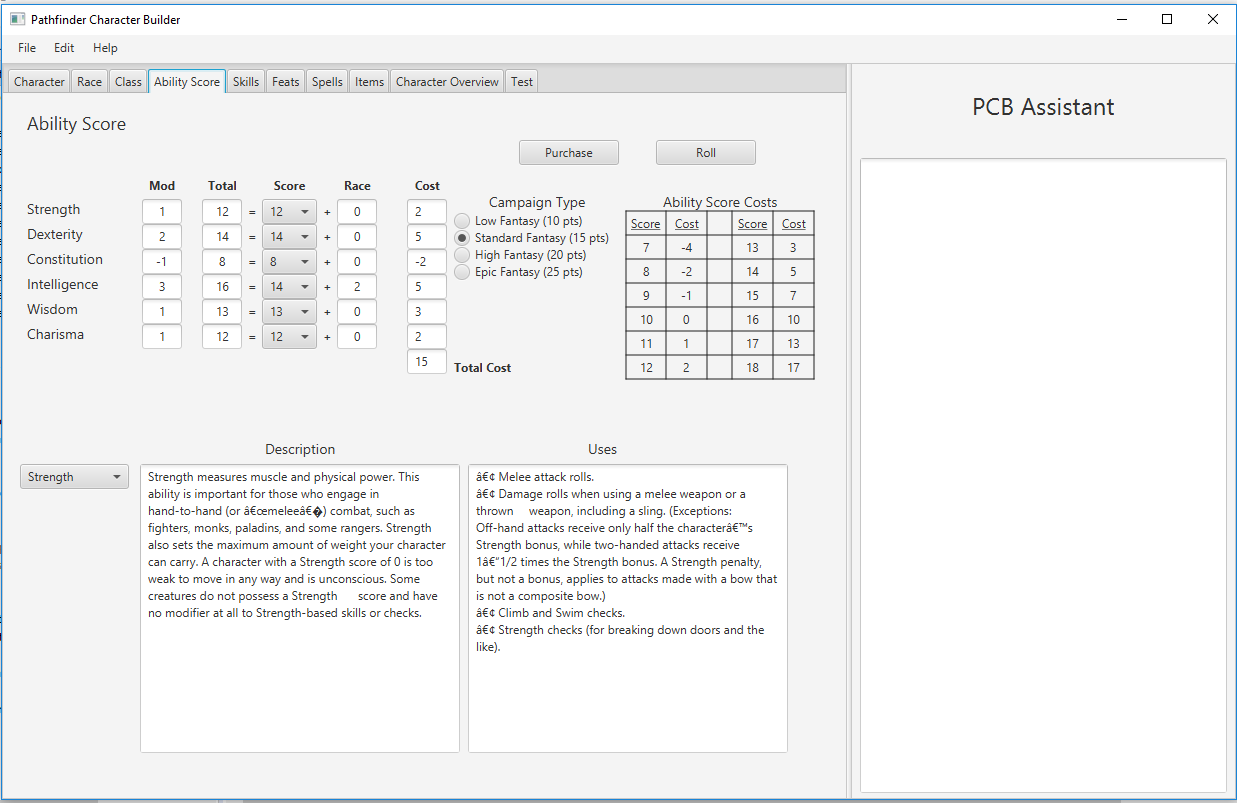 Pathfinder Character Builder
File Edit Help
Character Race Class Ability Score Skills Feats Spells Items Character Overview Test
PCB Assistant
Ability Score
Purchase Roll
Mod Total Score Race Cost
Strength 1 12 = 12 + 0 2
Dexterity 2 14 = 14 + 0 5
Constitution -1 8 = 8 + 0 -2
Intelligence 3 16 = 14 + 2 5
Wisdom 1 13 = 13 + 0 3
Charisma 1 12 = 12 + 0 2
15 Total Cost
Campaign Type
Low Fantasy (10 pts)
Standard Fantasy (15 pts)
High Fantasy (20 pts)
Epic Fantasy (25 pts)
Ability Score Costs
Score Cost Score Cost
7 -4 13 3
8 -2 14 5
9 -1 15 7
10 0 16 10
11 1 17 13
12 2 18 17
Description
Strength
Strength measures muscle and physical power. This
ability is important for those who engage in
hand-to-hand (or â€œmeleeâ€�) combat, such as
fighters, monks, paladins, and some rangers. Strength
also sets the maximum amount of weight your character
can carry. A character with a Strength score of 0 is too
weak to move in any way and is unconscious. Some
creatures do not possess a Strength score and have
no modifier at all to Strength-based skills or checks.
Uses
â€¢ Melee attack rolls.
â€¢ Damage rolls when using a melee weapon or a
thrown weapon, including a sling. (Exceptions:
Off-hand attacks receive only half the characterâ€™s
Strength bonus, while two-handed attacks receive
1â€“1/2 times the Strength bonus. A Strength penalty,
but not a bonus, applies to attacks made with a bow that
is not a composite bow.)
â€¢ Climb and Swim checks.
â€¢ Strength checks (for breaking down doors and the
like).